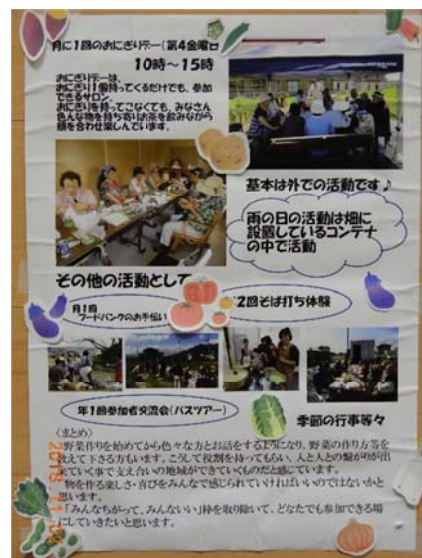 月に1回のおにぎりデー(第4金曜日
10時~15時
おにぎりデーは、
おにぎり1個持ってくるだけでも、参加
できるサロン。
おにぎりを持ってこなくても、みなさん
色んな物を持ち寄りお茶を飲みながら
顔を合わせ楽しんでいます。
基本は外での活動です♪
雨の日の活動は畑に
設置しているコンテナ
の中で活動
その他の活動として
月1回
フードバンクのお手伝い
2回そば打ち体験
年1回参加者交流会(バスツアー)
季節の行事等々
〈まとめ〉
野菜作りを始めてから色々な方とお話をするようになり、野菜の作り方等を
教えて下さる方もいます。こうして役割を持ってもらい、人と人との繋がりが出
来ていく事で支え合いの地域ができていくものだと感じています。
物を作る楽しさ・喜びをみんなで感じられていければいいのではないかと
思います。
「みんなちがって、みんないい」枠を取り除いて、どなたでも参加できる場
にしていきたいと思います。